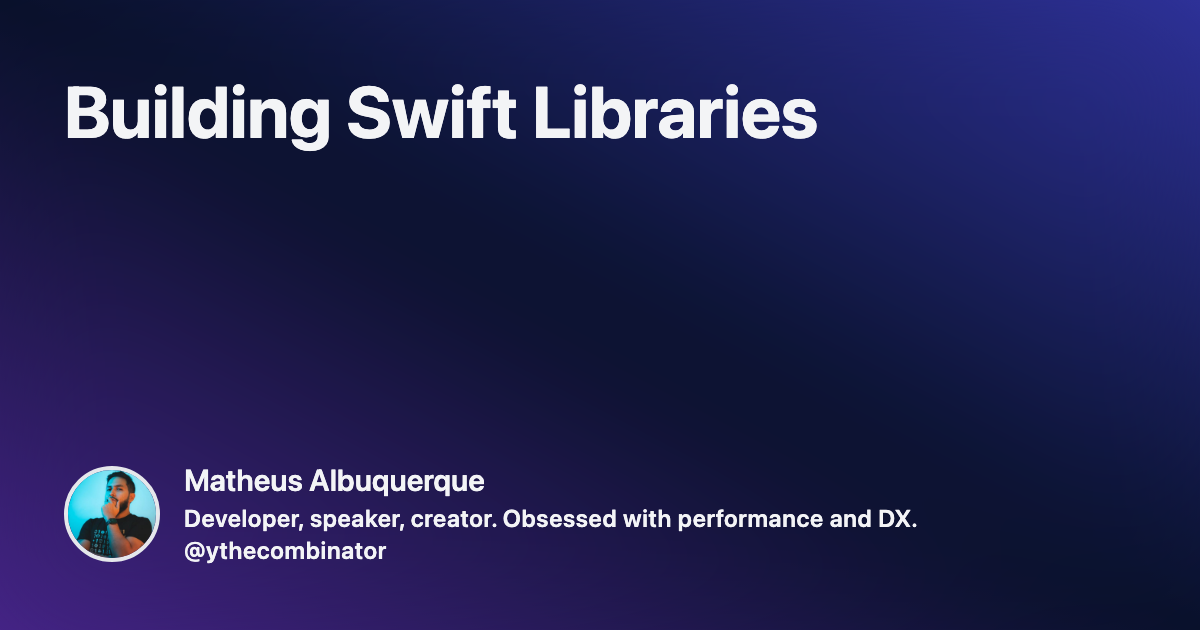 Building Swift Libraries
Matheus Albuquerque
Developer, speaker, creator. Obsessed with performance and DX.
@ythecombinator